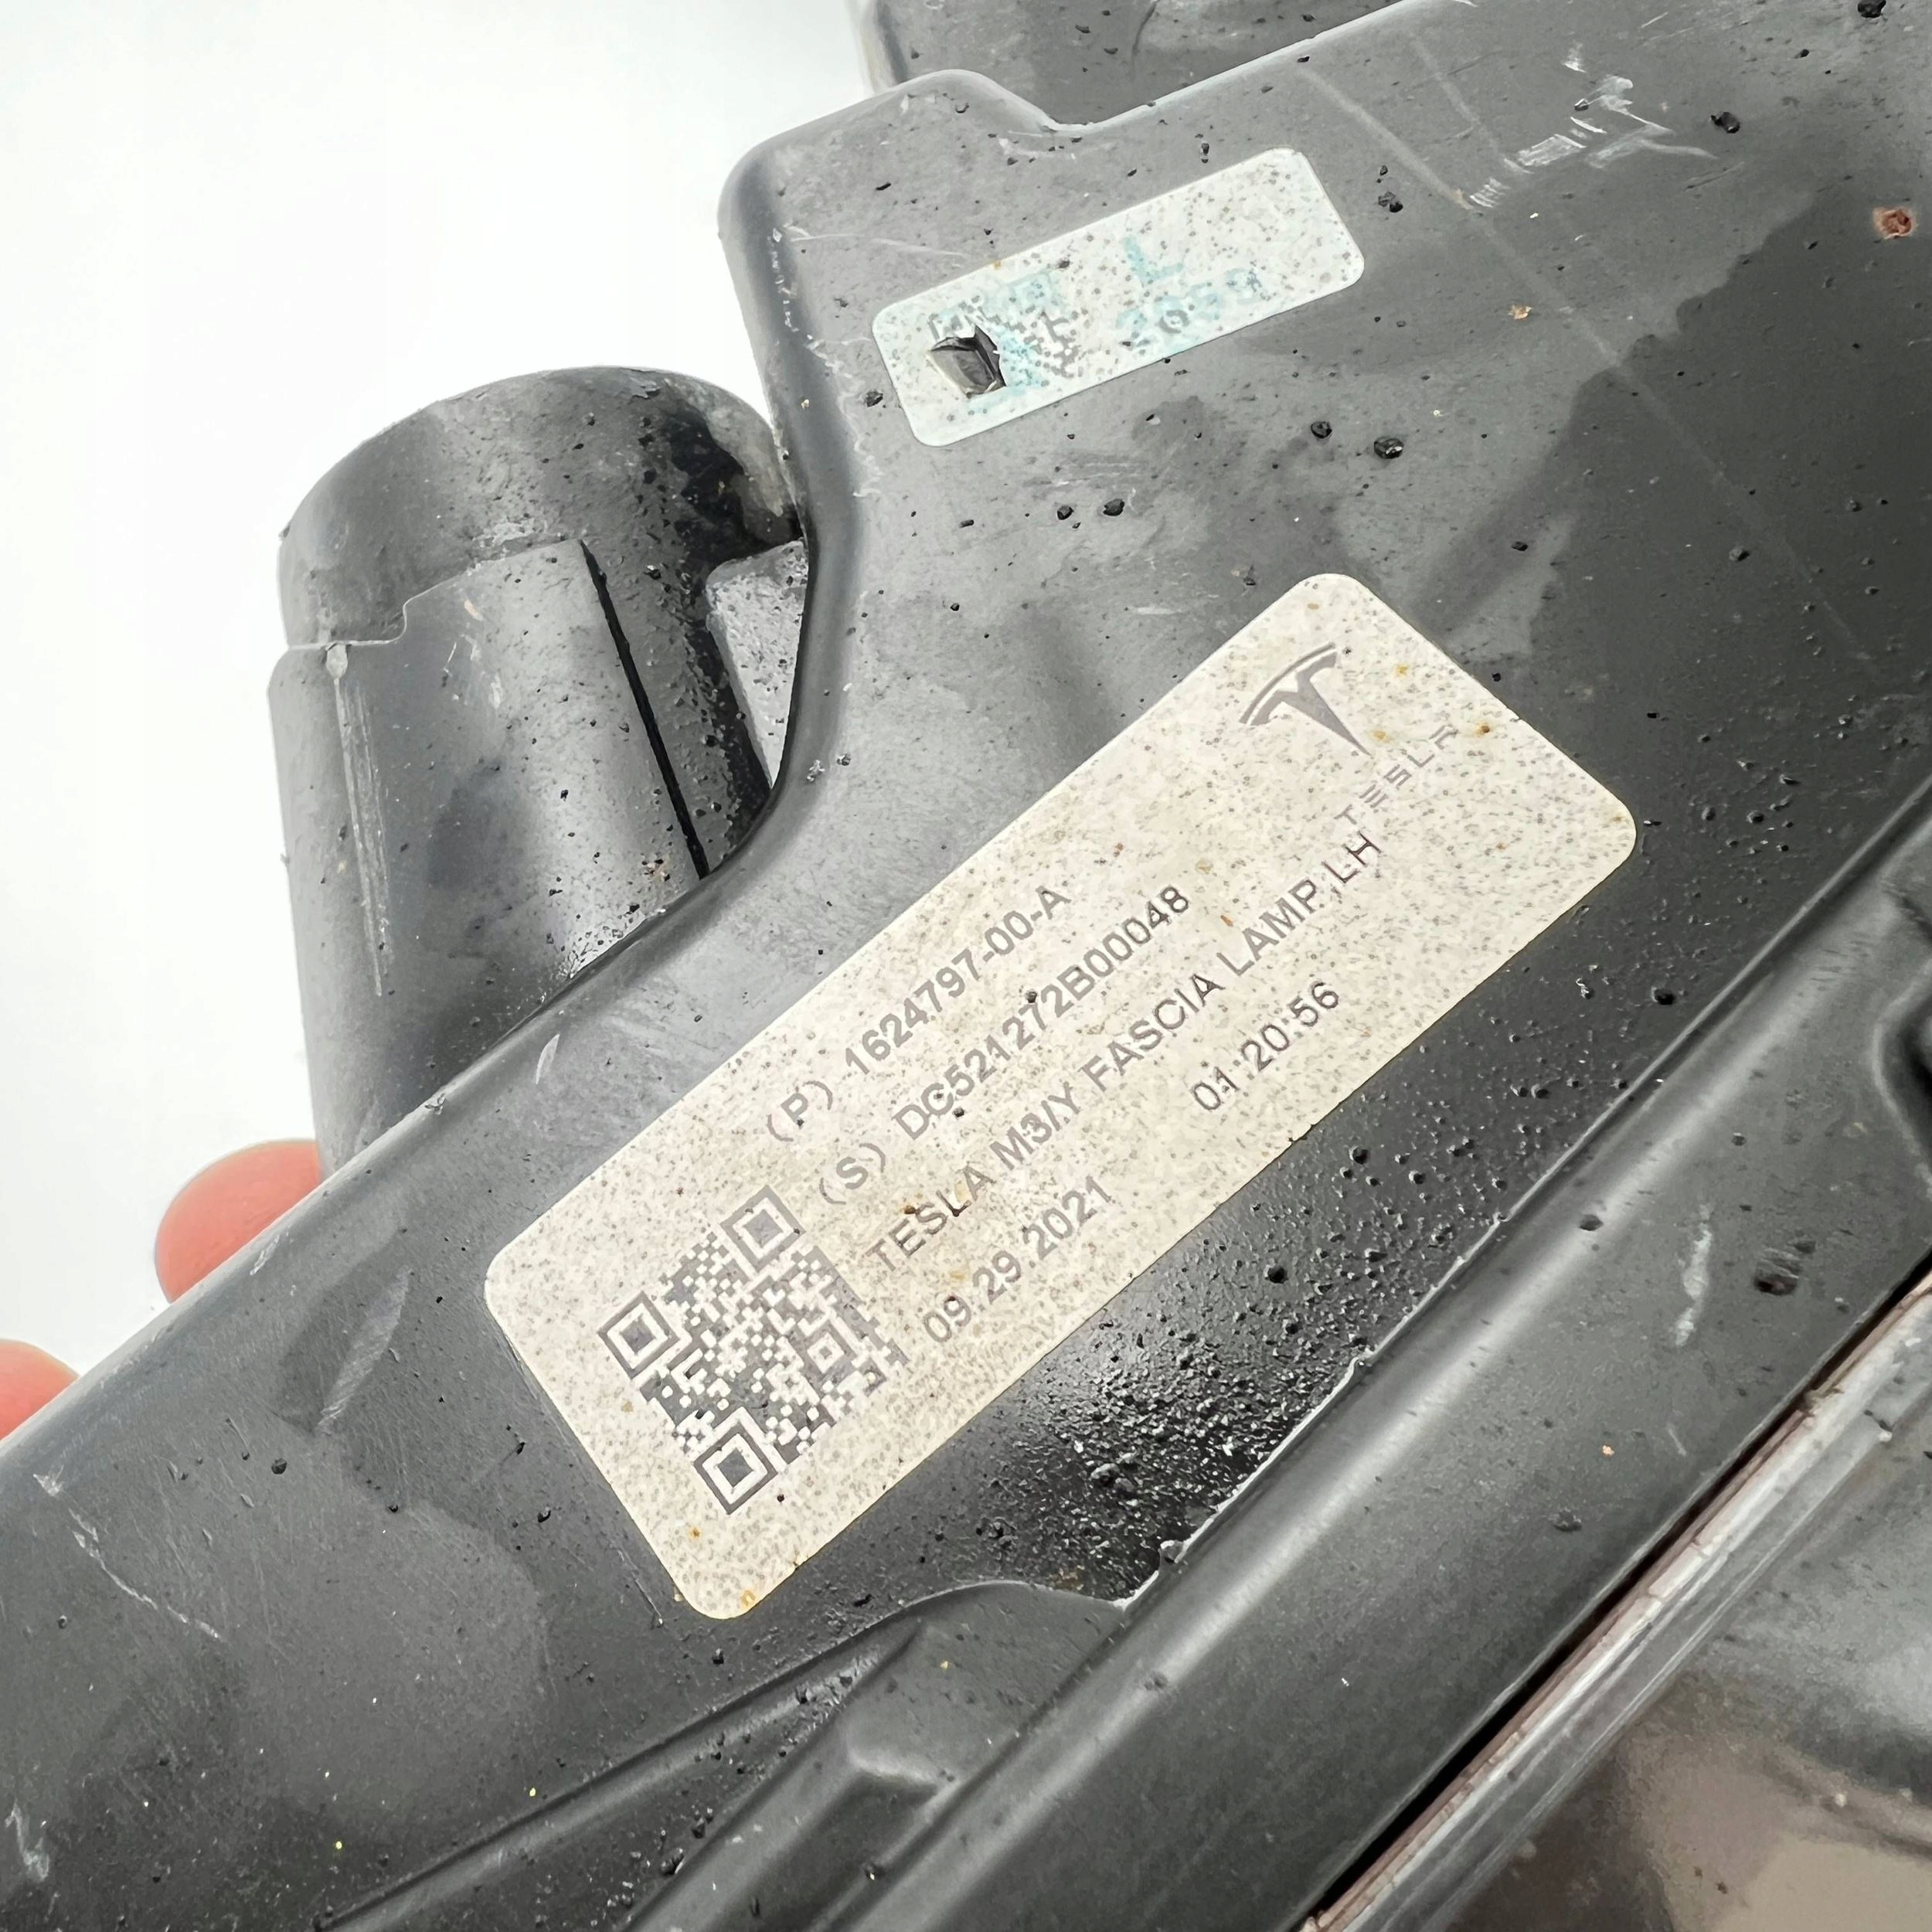 L
TESLA
(P) 1624797-00-A
(S) DC521272B00048
TESLA M3/Y FASCIA LAMP,LH
09.29.2021 01:20:56